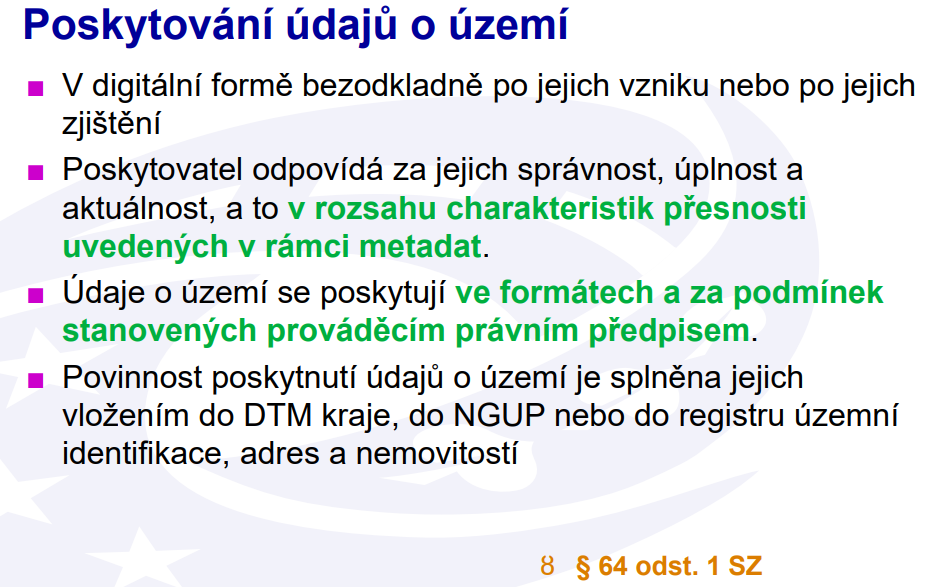 Poskytování údajů o území
■ V digitální formě bezodkladně po jejich vzniku nebo po jejich
zjištění
■ Poskytovatel odpovídá za jejich správnost, úplnost a
aktuálnost, a to v rozsahu charakteristik přesnosti
uvedených v rámci metadat.
■ Údaje o území se poskytují ve formátech a za podmínek
stanovených prováděcím právním předpisem.
■ Povinnost poskytnutí údajů o území je splněna jejich
vložením do DTM kraje, do NGUP nebo do registru územní
identifikace, adres a nemovitostí
§ 64 odst. 1 SZ